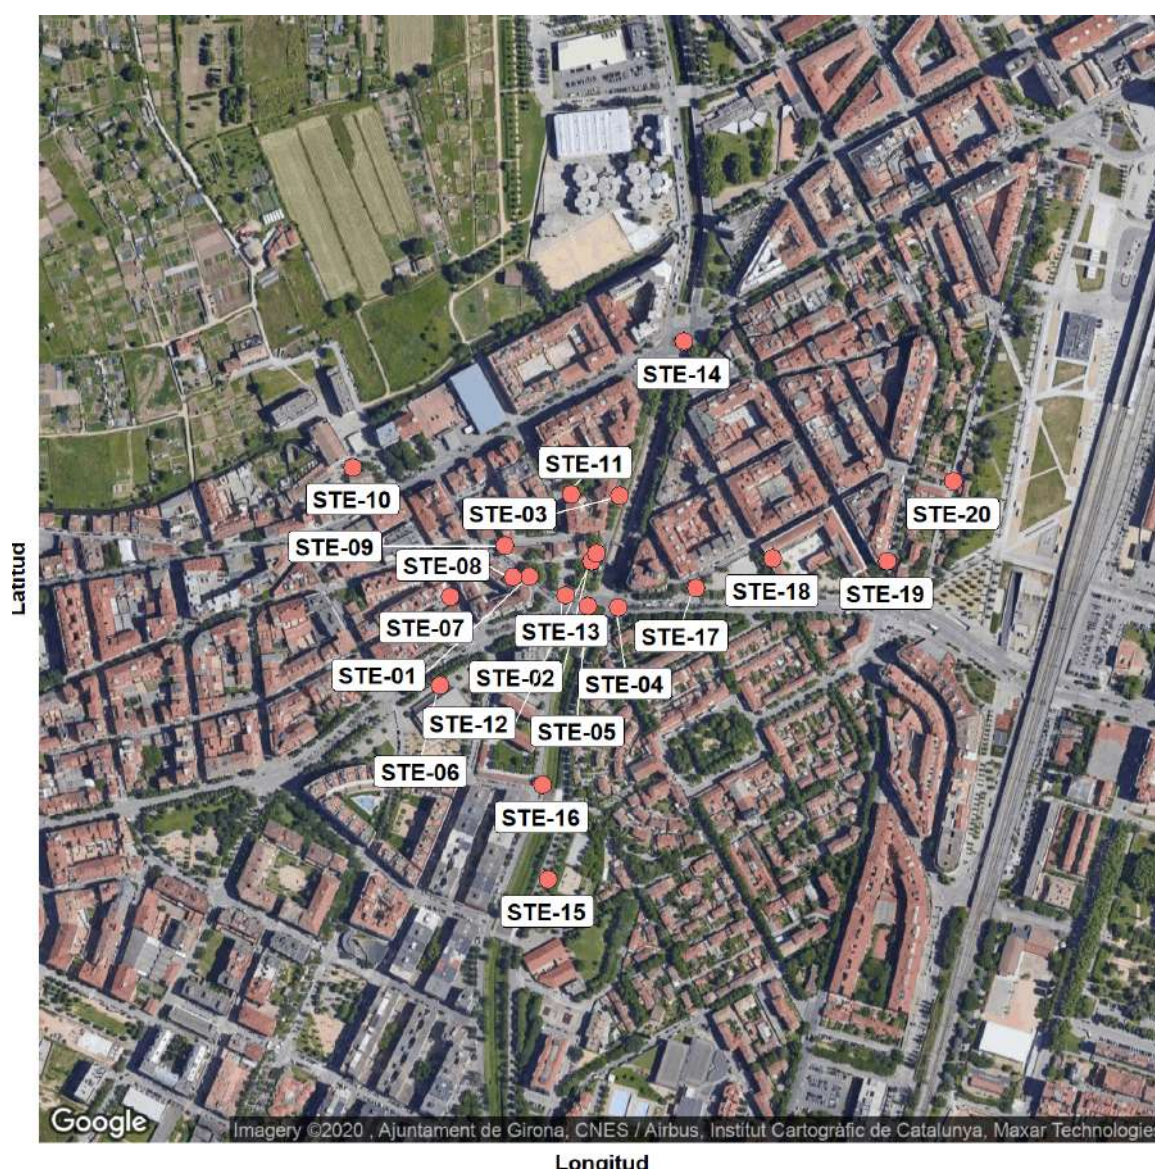 STE-14
STE-11
STE-10
STE-03
STE-20
STE-09
STE-08
STE-18
STE-19
STE-07
STE-13
STE-17
STE-01
STE-02
STE-04
STE-12
STE-05
STE-06
STE-16
STE-15
Latitud
Google
Imagery ©2020 , Ajuntament de Girona, CNES / Airbus, Institut Cartogràfic de Catalunya, Maxar Technologies
Longitud